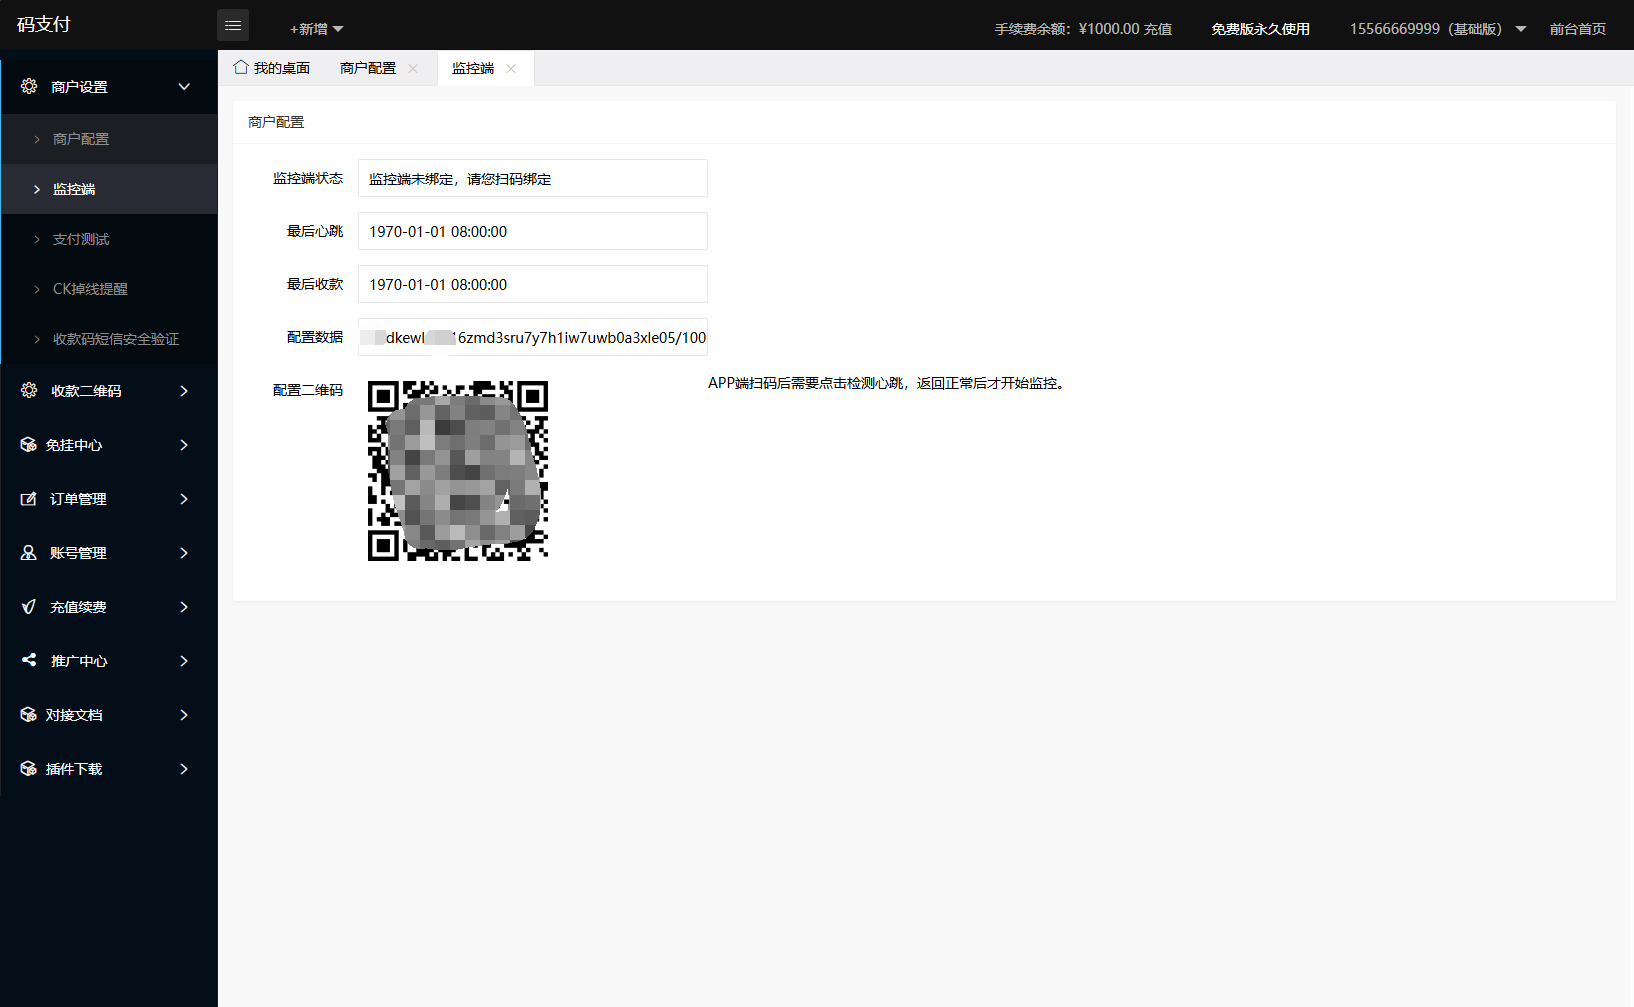 码支付
+新增
手续费余额：¥1000.00 充值
免费版永久使用
15566669999（基础版）
前台首页
商户设置
商户配置
监控端
支付测试
CK掉线提醒
收款码短信安全验证
收款二维码
免挂中心
订单管理
账号管理
充值续费
推广中心
对接文档
插件下载
我的桌面
商户配置
监控端
商户配置
监控端状态
监控端未绑定，请您扫码绑定
最后心跳
1970-01-01 08:00:00
最后收款
1970-01-01 08:00:00
配置数据
16zmd3sru7y7h1iw7uwb0a3xle05/100
配置二维码
APP端扫码后需要点击检测心跳，返回正常后才开始监控。